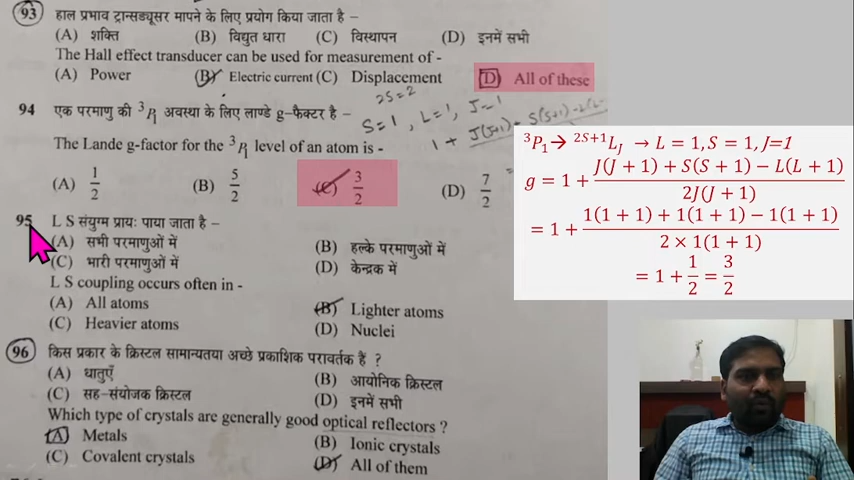 93 हाल प्रभाव ट्रान्सड्यूसर मापने के लिए प्रयोग किया जाता है –
(A) शक्ति (B) विद्युत धारा (C) विस्थापन (D) इनमें सभी
The Hall effect transducer can be used for measurement of -
(A) Power (B) Electric current (C) Displacement (D) All of these
2S=2
S=1, L=1, J=1
94 एक परमाणु की ³P₁ अवस्था के लिए लाण्डे g-फैक्टर है –
The Lande g-factor for the ³P₁ level of an atom is -
(A) 1/2 (B) 5/2 (C) 3/2 (D) 7/2
³P₁→ ²ˢ⁺¹L_J → L = 1, S = 1, J=1
g = 1 + J(J + 1) + S(S + 1) − L(L + 1) / 2J(J + 1)
= 1 + 1(1 + 1) + 1(1 + 1) − 1(1 + 1) / 2 × 1(1 + 1)
= 1 + 1/2 = 3/2
95 L S संयुग्म प्रायः पाया जाता है –
(A) सभी परमाणुओं में (B) हल्के परमाणुओं में
(C) भारी परमाणुओं में (D) केन्द्रक में
L S coupling occurs often in -
(A) All atoms (B) Lighter atoms
(C) Heavier atoms (D) Nuclei
96 किस प्रकार के क्रिस्टल सामान्यतया अच्छे प्रकाशिक परावर्तक हैं ?
(A) धातुएँ (B) आयोनिक क्रिस्टल
(C) सह-संयोजक क्रिस्टल (D) इनमें सभी
Which type of crystals are generally good optical reflectors ?
(A) Metals (B) Ionic crystals
(C) Covalent crystals (D) All of them